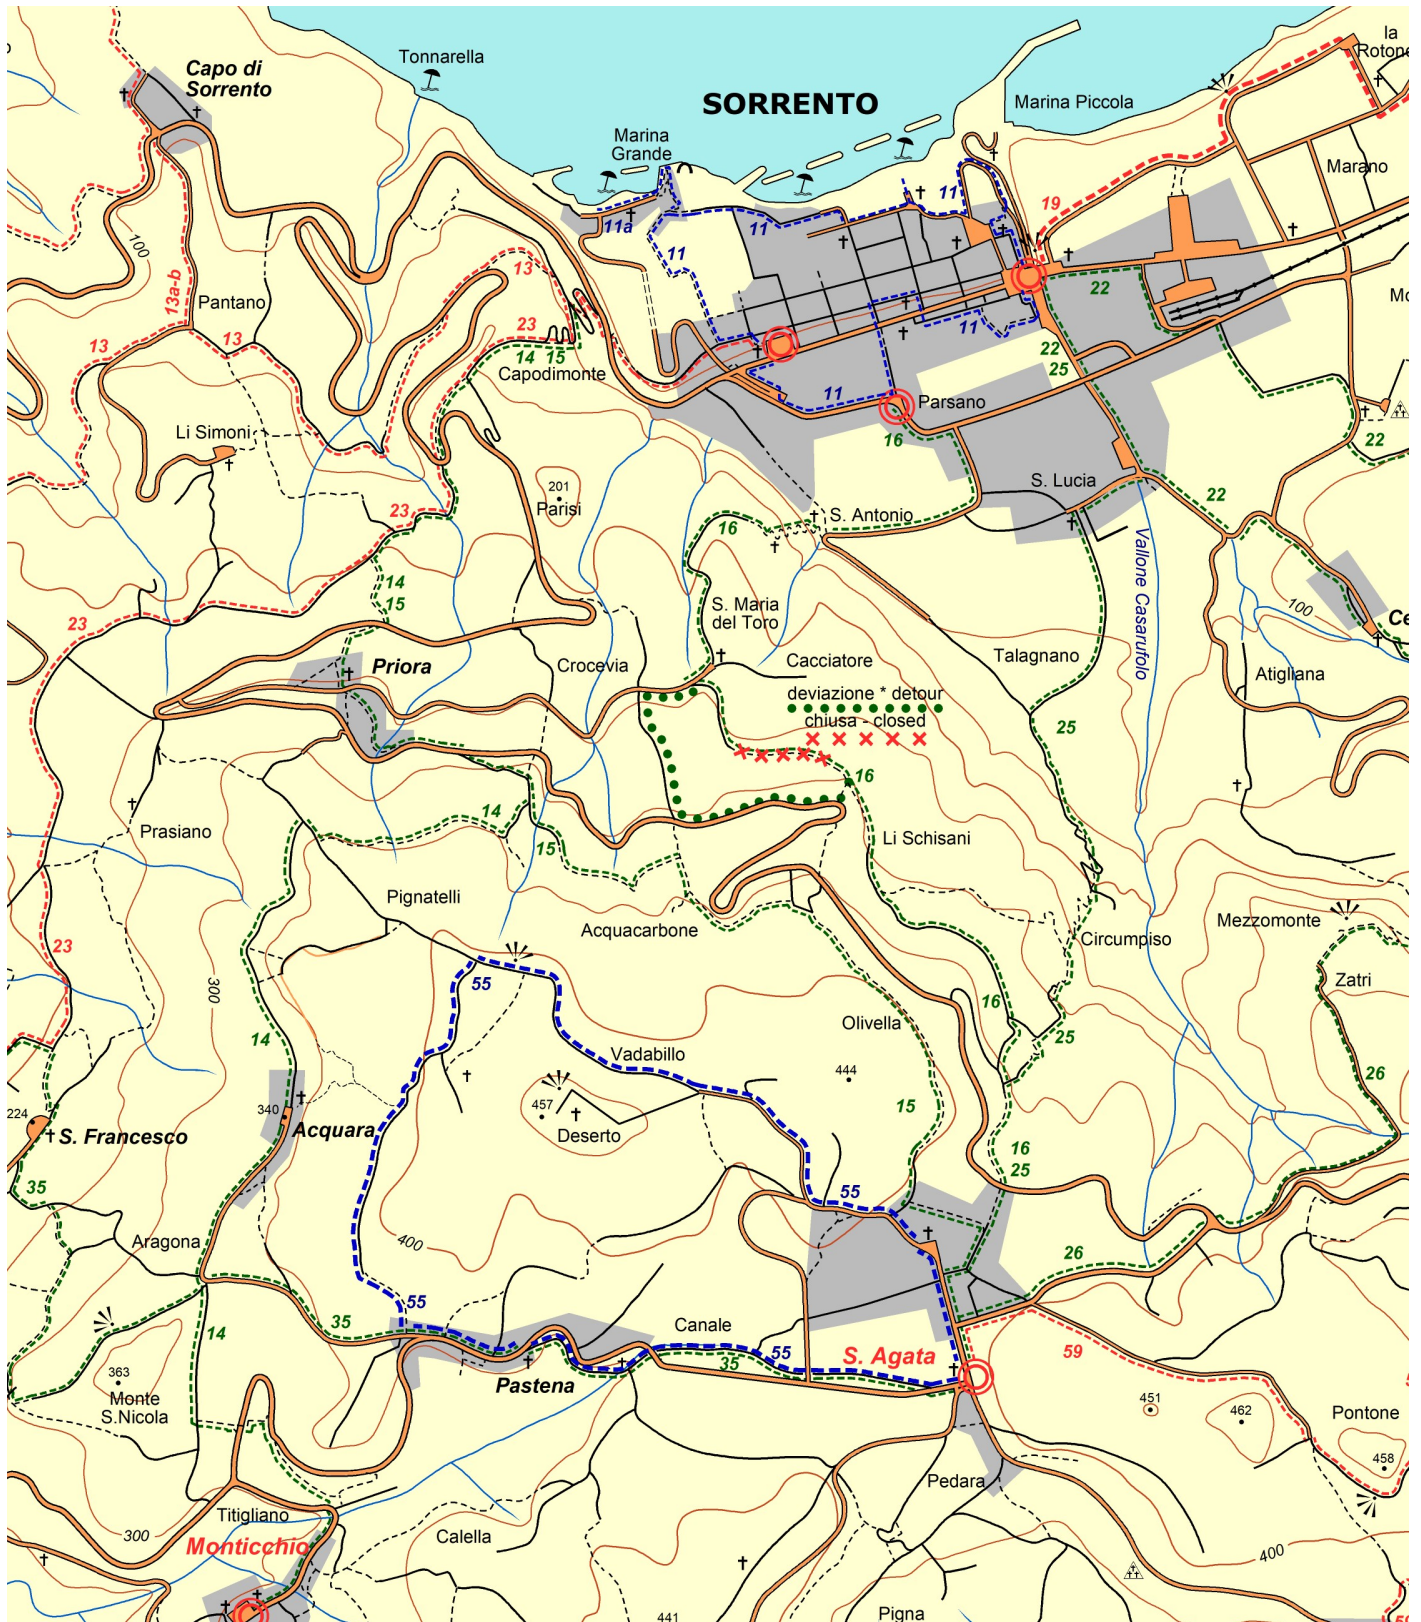 la
Rotone
Tonnarella
Capo di
Sorrento
SORRENTO
Marina Piccola
Marina
Grande
Marano
11
19
11a
11
11
13
100
13a-b
Pantano
22
Mo
23
13
13
14 15
Capodimonte
11
22
25
11
Parsano
16
22
Li Simoni
S. Lucia
201
Parisi
23
S. Antonio
16
22
Vallone Casarufolo
14
15
S. Maria
del Toro
100
Ce
23
Priora
Crocevia
Cacciatore
Talagnano
Atigliana
deviazione * detour
chiusa - closed
25
16
14
Prasiano
15
Li Schisani
Pignatelli
Acquacarbone
Circumpiso
Mezzomonte
23
55
Zatri
300
16
Olivella
14
Vadabillo
25
444
26
15
224
340
457
S. Francesco
Acquara
Deserto
16
25
35
55
Aragona
400
26
55
35
14
Canale
55
35
S. Agata
59
363
Pastena
Monte
S.Nicola
451
462
Pontone
458
Pedara
Titigliano
300
Calella
Monticchio
400
441
Pigna